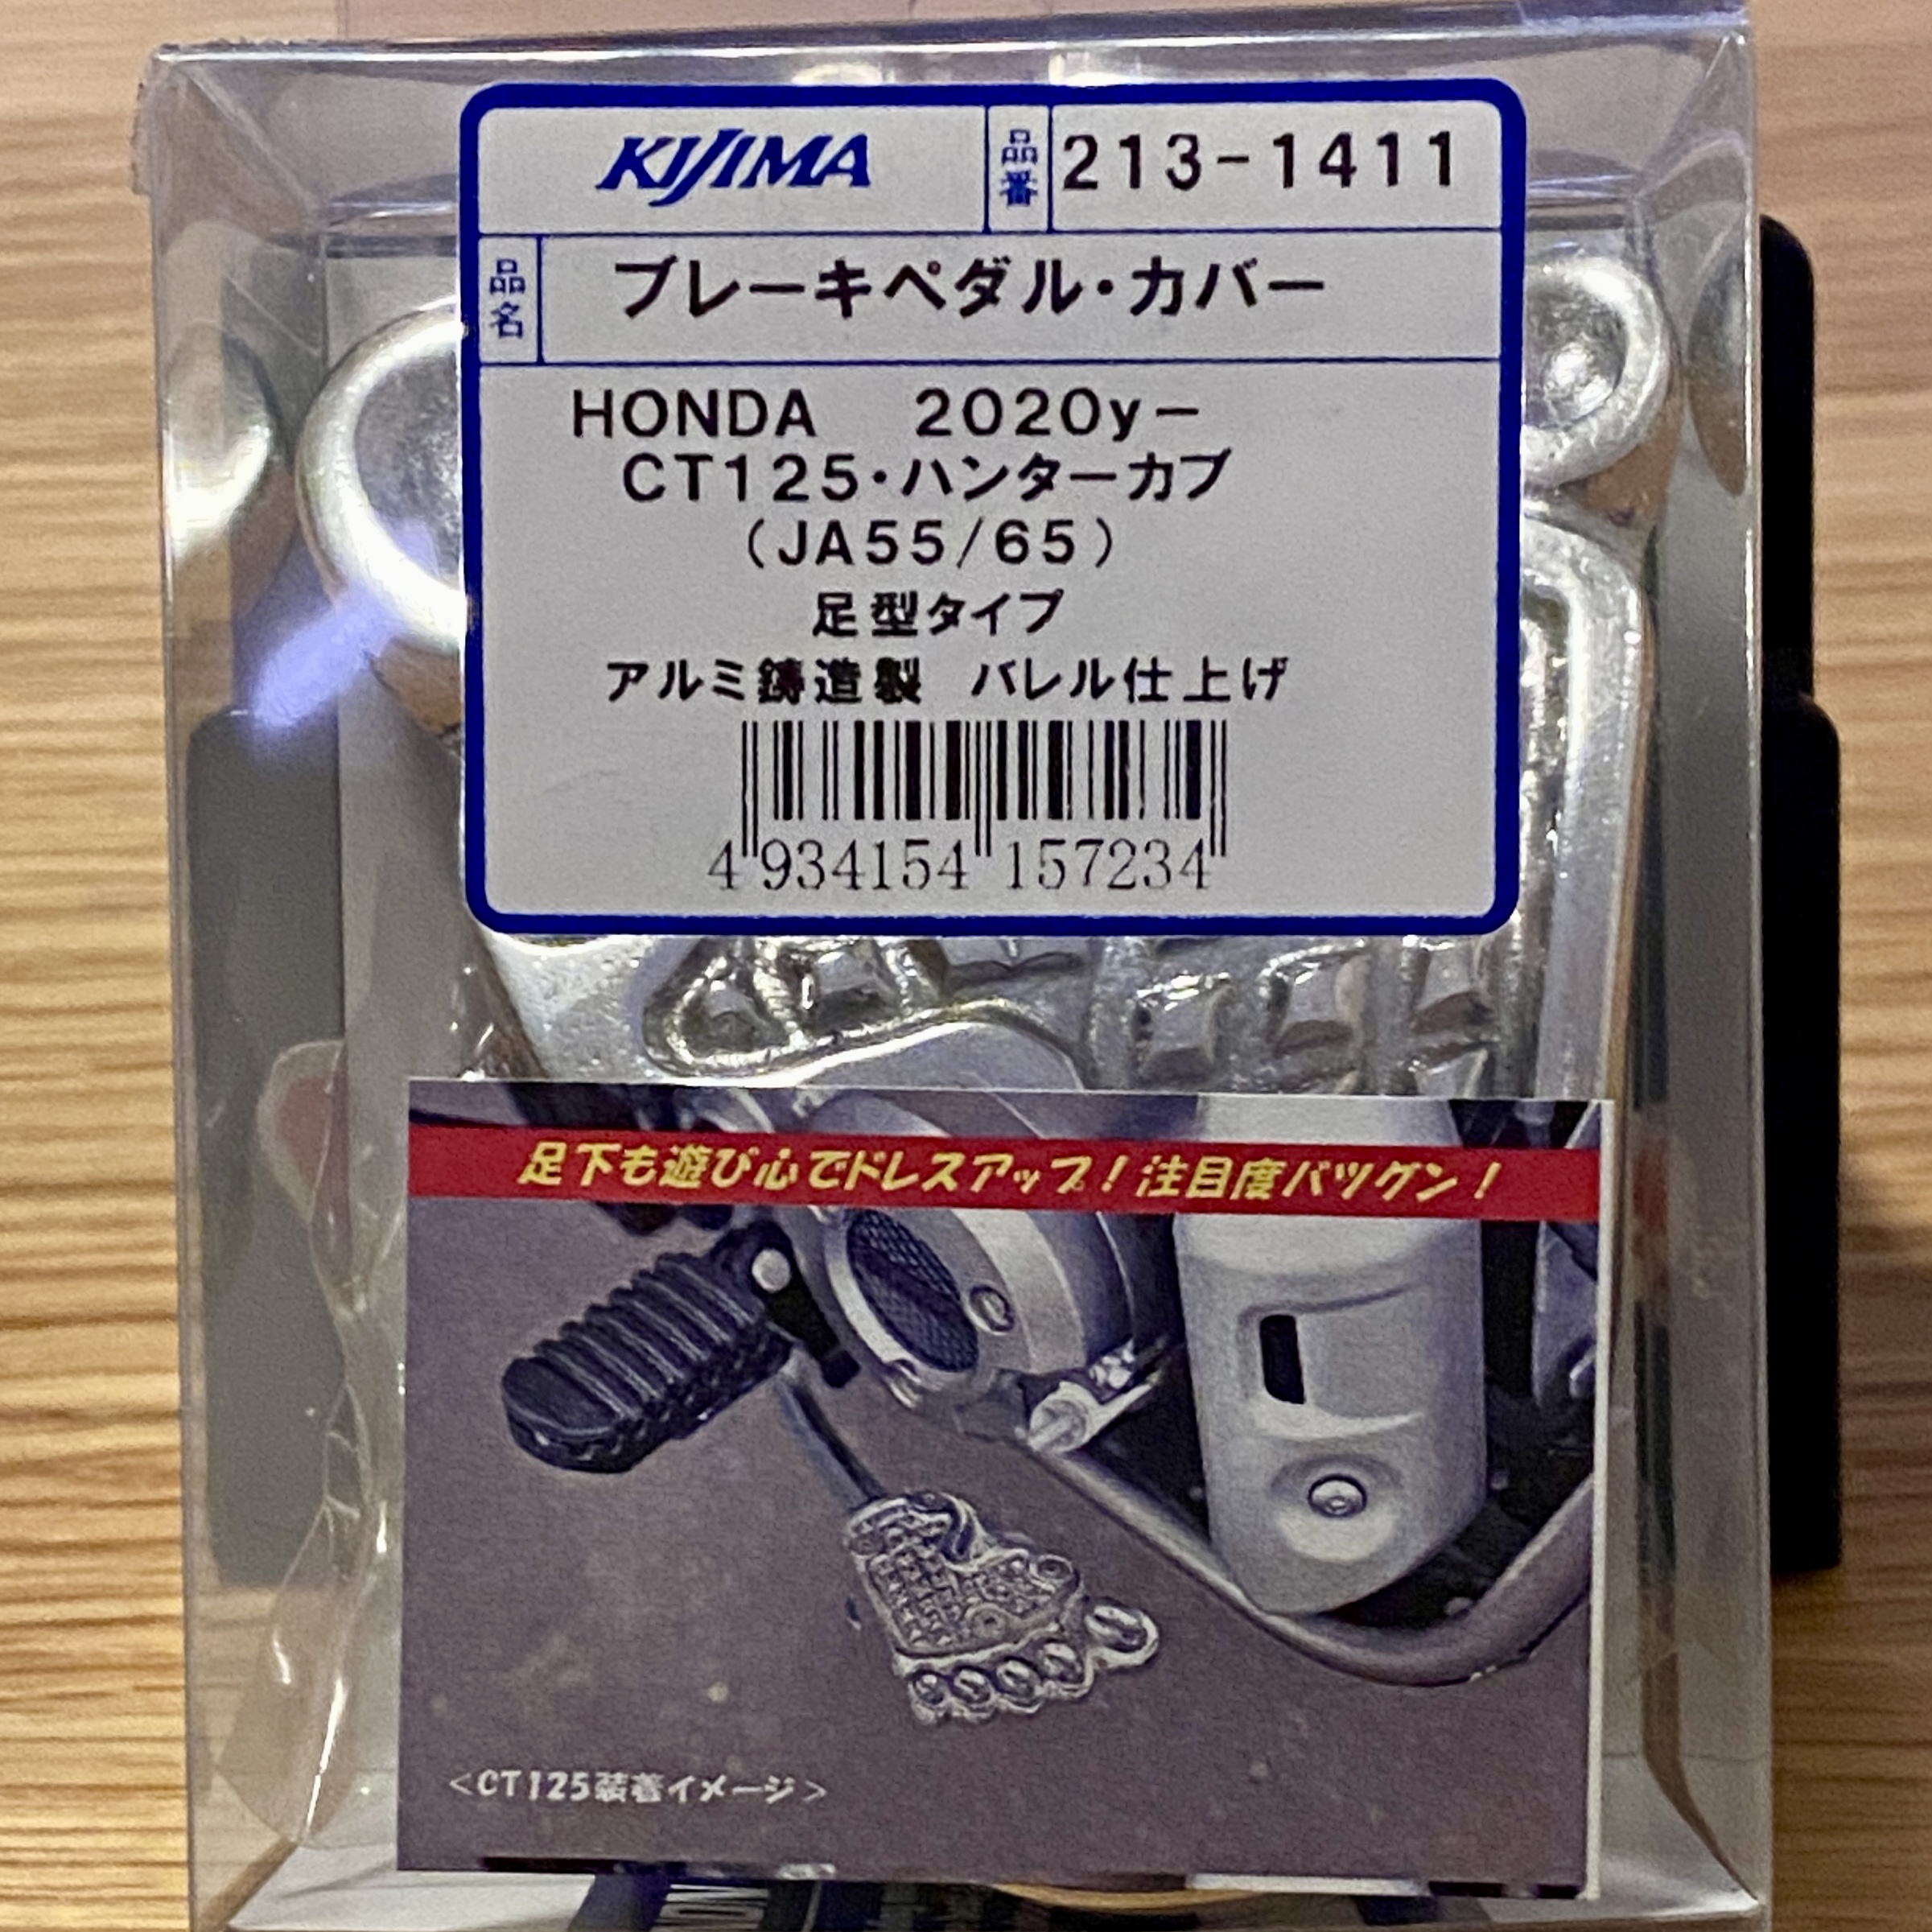 KIJIMA 品番 213-1411
品名 ブレーキペダル・カバー
HONDA 2020y−
CT125・ハンターカブ
(JA55/65)
足型タイプ
アルミ鋳造製 バレル仕上げ
4 934154 157234
足下も遊び心でドレスアップ!注目度バツグン!
<CT125装着イメージ>